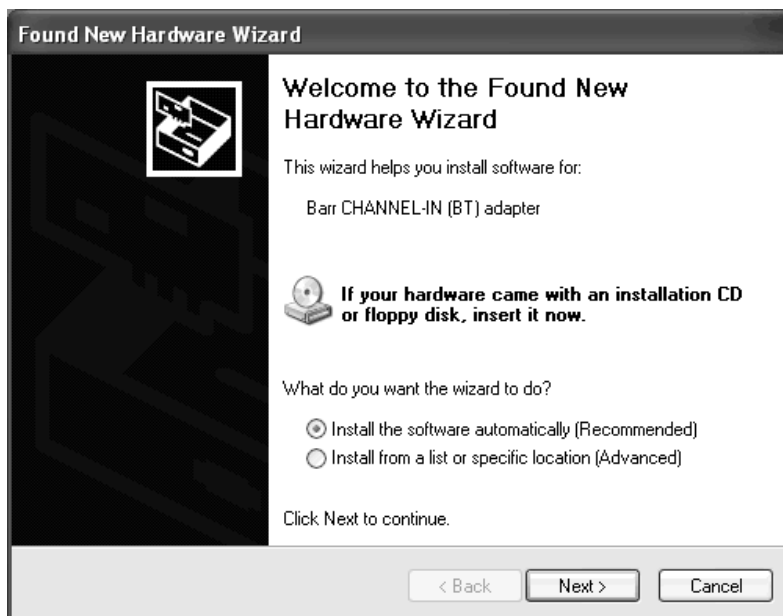 Found New Hardware Wizard
Welcome to the Found New
Hardware Wizard
This wizard helps you install software for:
Barr CHANNEL-IN (BT) adapter
If your hardware came with an installation CD
or floppy disk, insert it now.
What do you want the wizard to do?
Install the software automatically (Recommended)
Install from a list or specific location (Advanced)
Click Next to continue.
< Back
Next >
Cancel